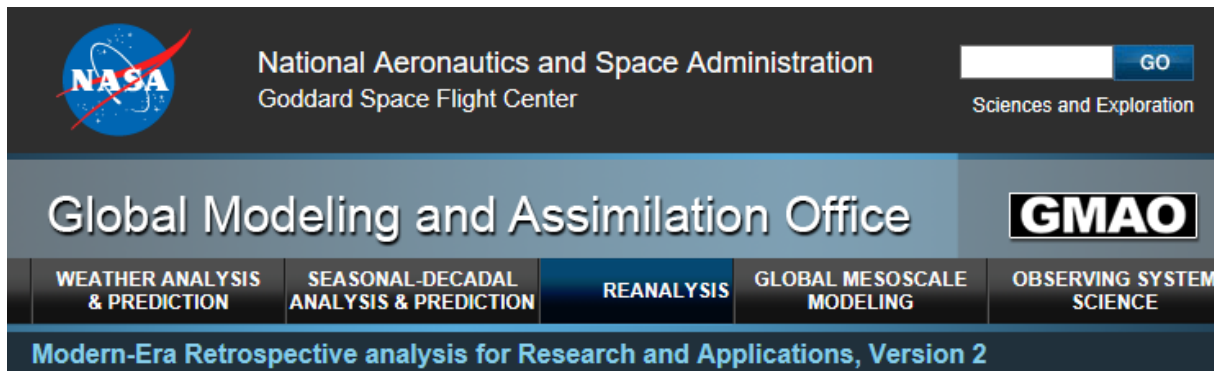 NASA
National Aeronautics and Space Administration
Goddard Space Flight Center
GO
Sciences and Exploration
Global Modeling and Assimilation Office
GMAO
WEATHER ANALYSIS
& PREDICTION
SEASONAL-DECADAL
ANALYSIS & PREDICTION
REANALYSIS
GLOBAL MESOSCALE
MODELING
OBSERVING SYSTEM
SCIENCE
Modern-Era Retrospective analysis for Research and Applications, Version 2